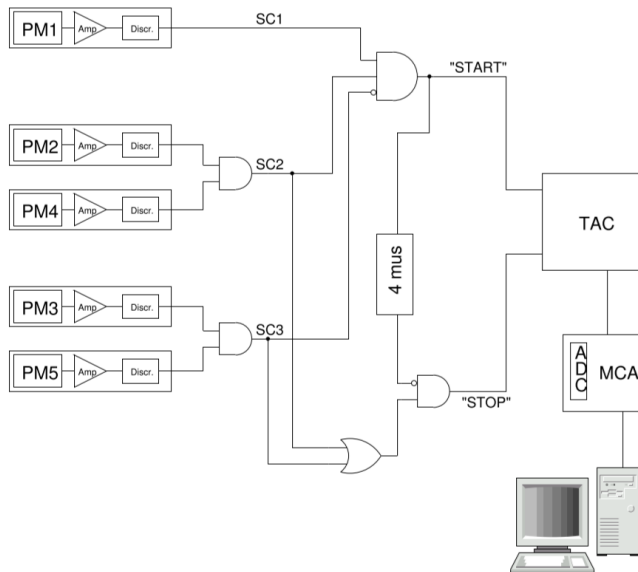 PM1 Amp Discr. SC1
"START"
PM2 Amp Discr.
SC2
PM4 Amp Discr.
TAC
4 mus
PM3 Amp Discr.
SC3
PM5 Amp Discr.
ADC
MCA
"STOP"